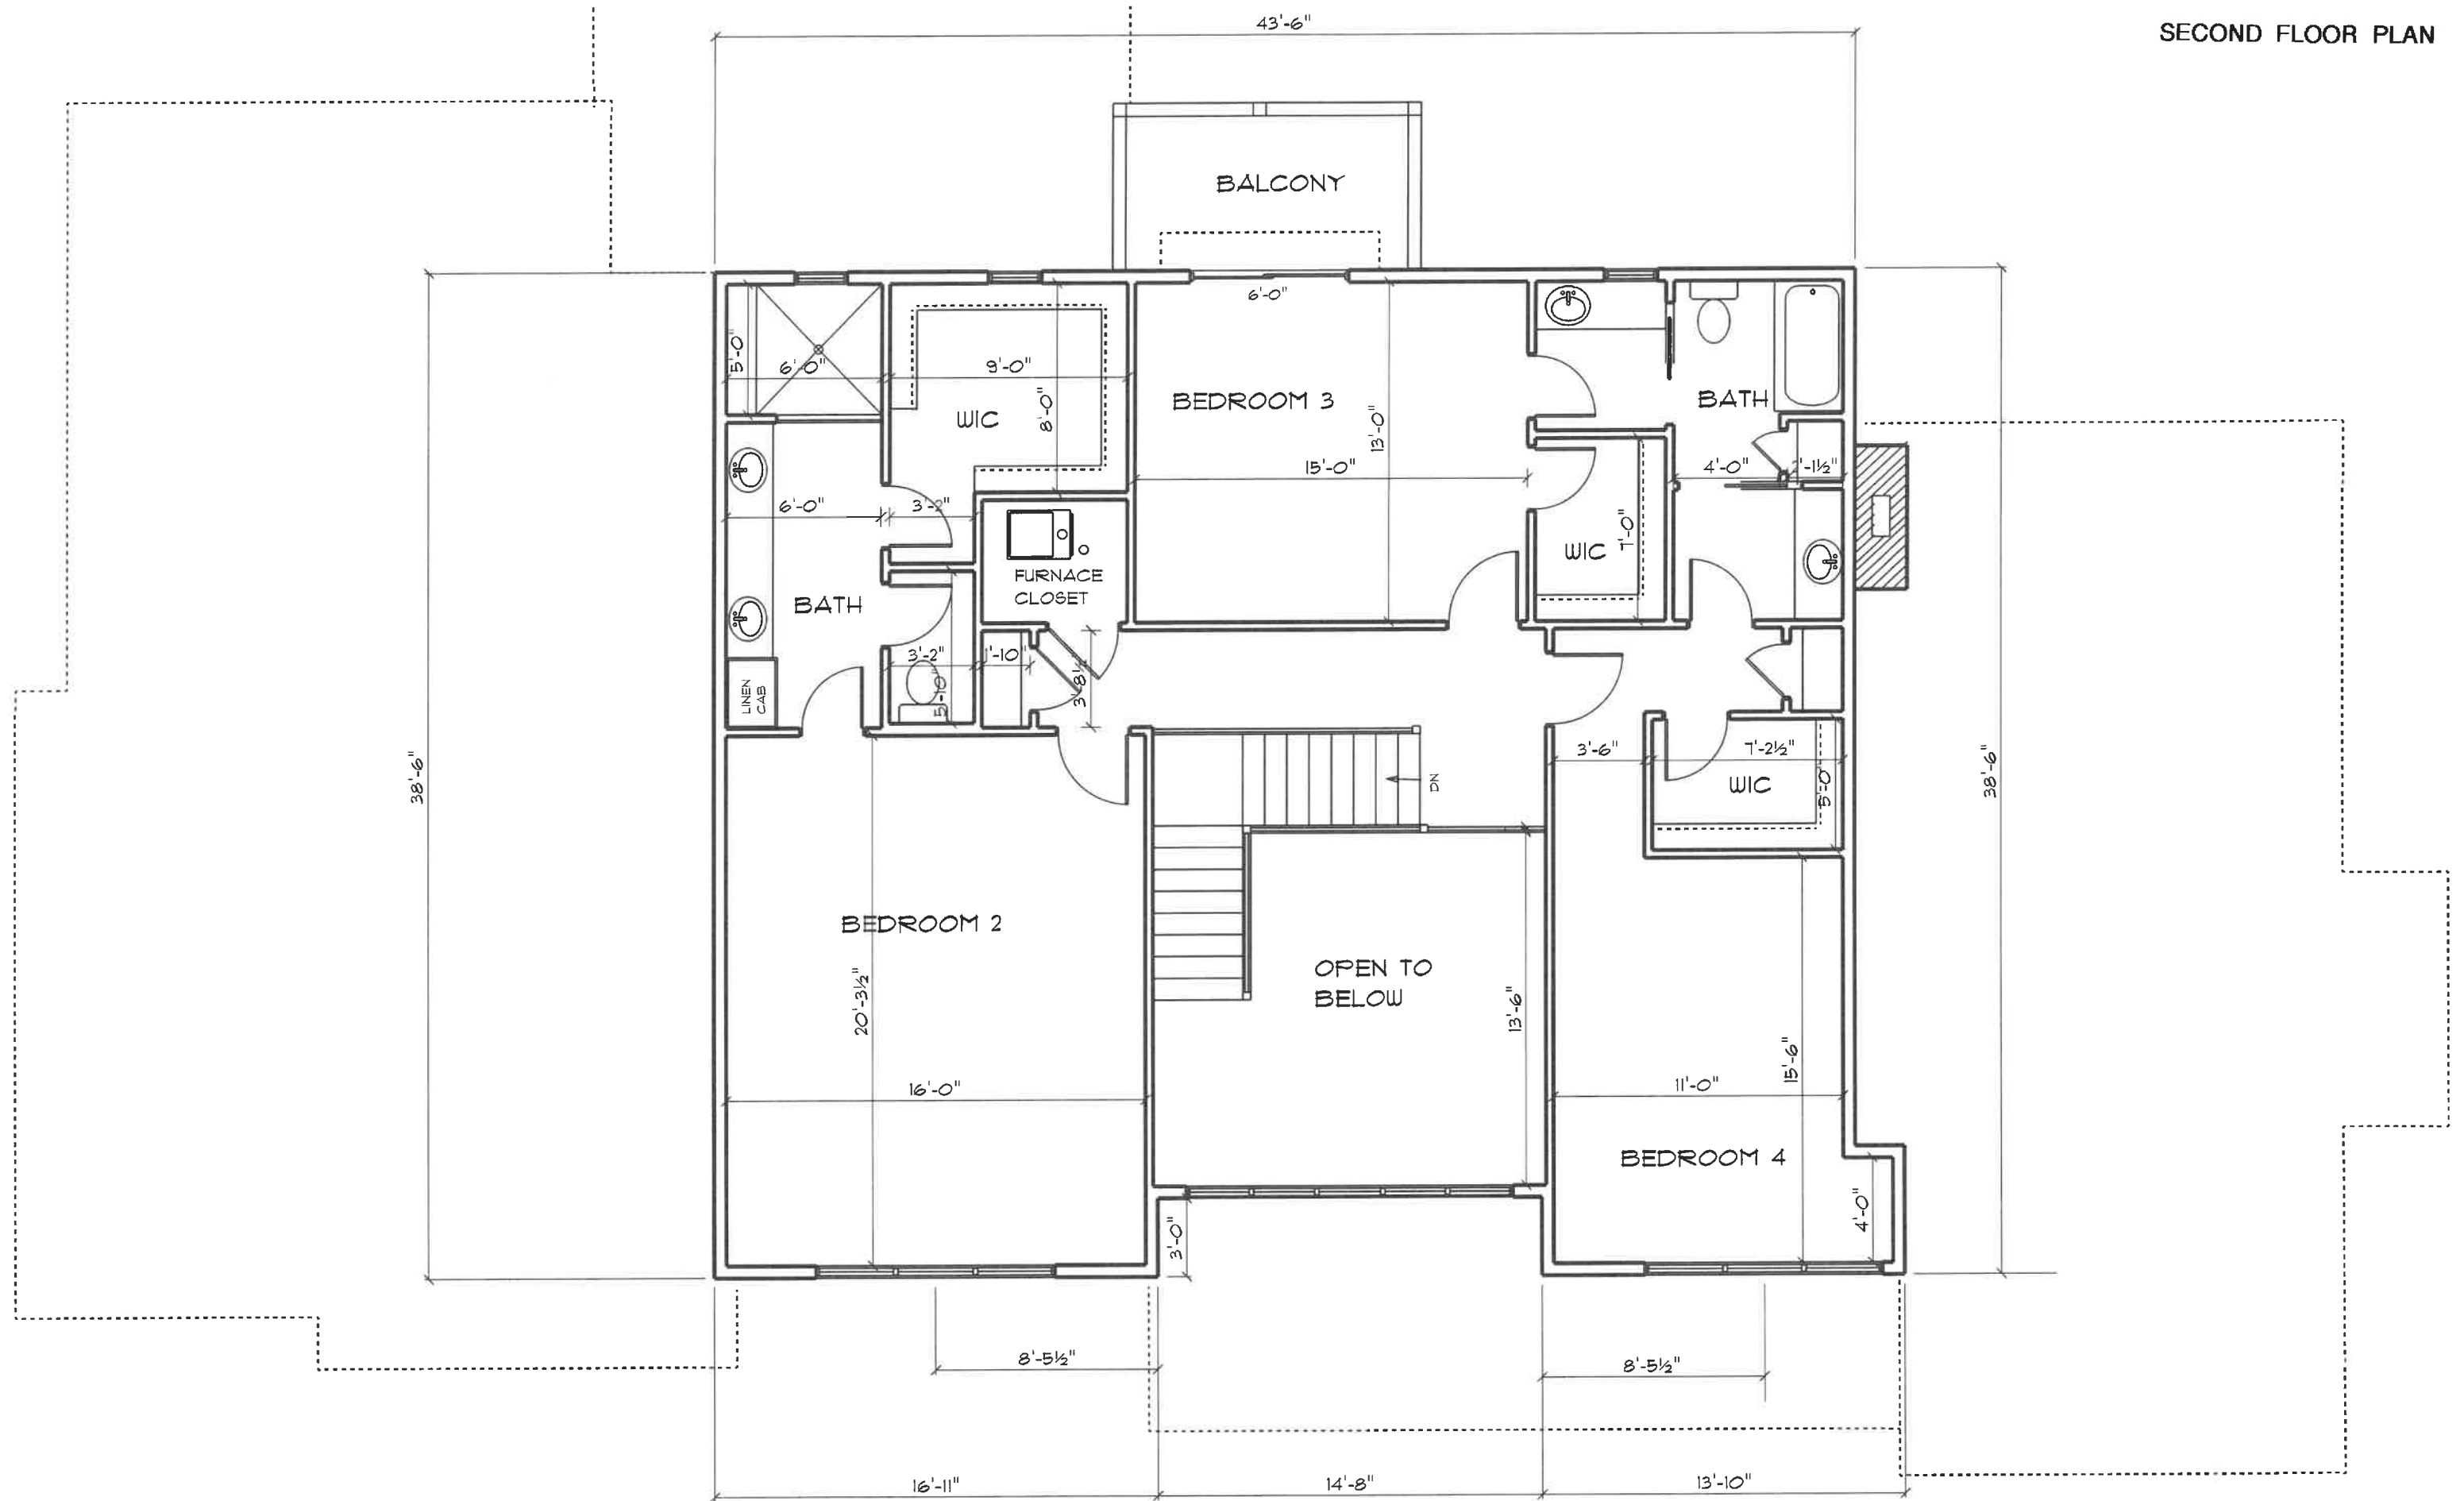 SECOND FLOOR PLAN
43'-6"
BALCONY
6'-0"
5'-0"
6'-0"
9'-0"
8'-0"
WIC
BEDROOM 3
13'-0"
15'-0"
BATH
4'-0"
2'-1½"
6'-0"
3'-2"
7'-0"
WIC
FURNACE
CLOSET
BATH
3'-2"
1'-10"
5'-10"
3'-8½"
LINEN
CAB
38'-6"
38'-6"
DN
3'-6"
7'-2½"
WIC
5'-0"
BEDROOM 2
20'-3½"
OPEN TO
BELOW
13'-6"
15'-6"
16'-0"
11'-0"
BEDROOM 4
4'-0"
3'-0"
8'-5½"
8'-5½"
16'-11"
14'-8"
13'-10"